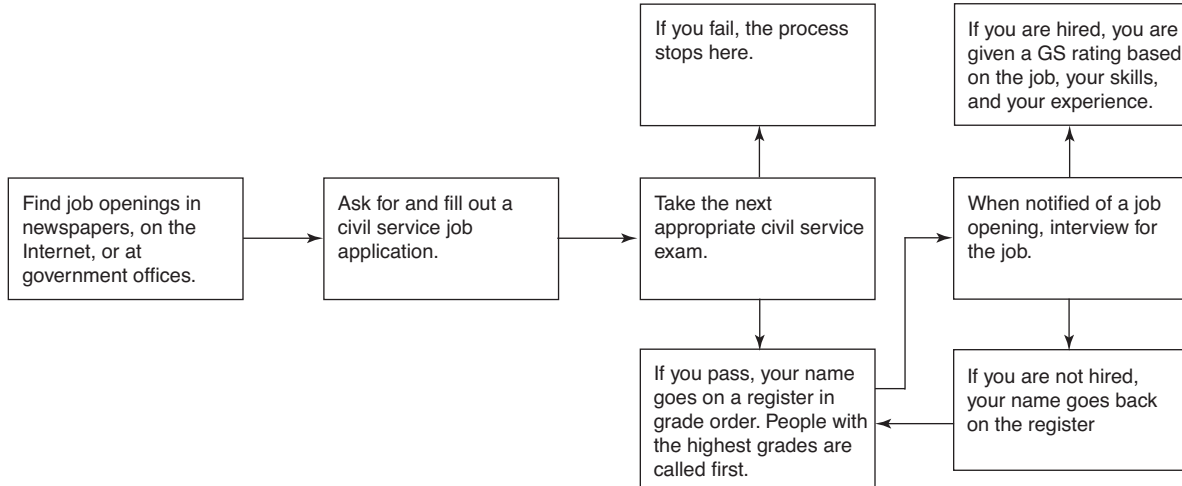 Find job openings in
newspapers, on the
Internet, or at
government offices.
Ask for and fill out a
civil service job
application.
Take the next
appropriate civil service
exam.
If you fail, the process
stops here.
If you pass, your name
goes on a register in
grade order. People with
the highest grades are
called first.
When notified of a job
opening, interview for
the job.
If you are hired, you are
given a GS rating based
on the job, your skills,
and your experience.
If you are not hired,
your name goes back
on the register